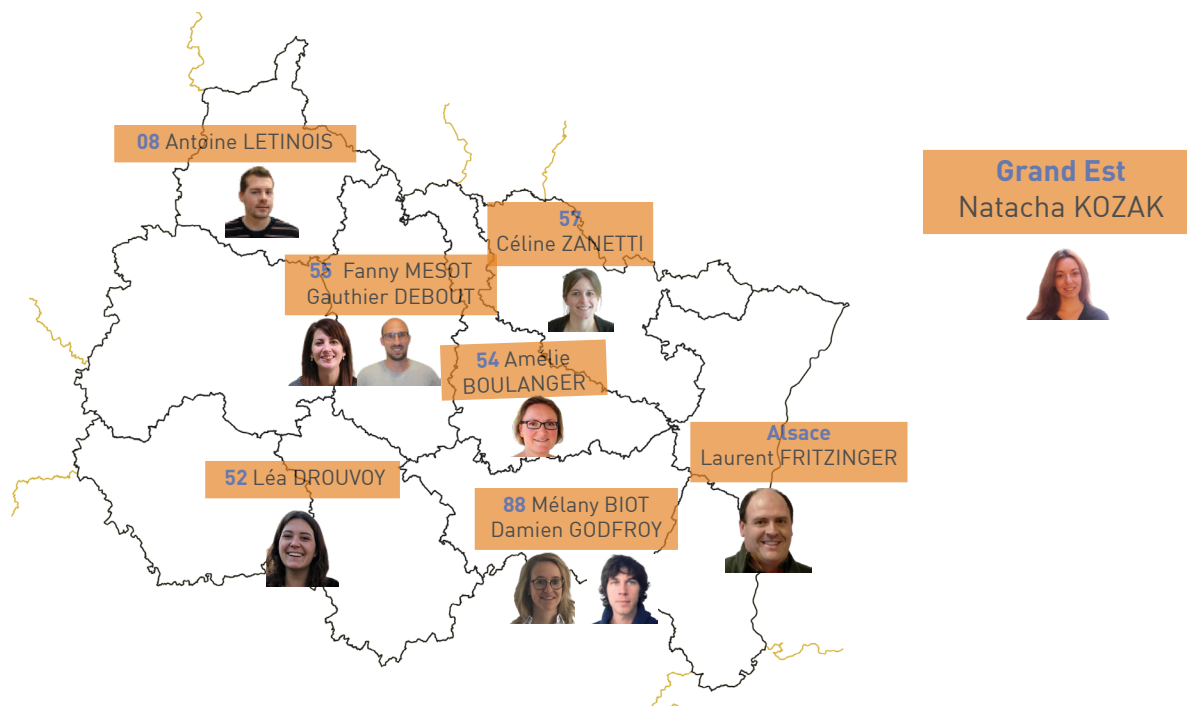 08 Antoine LETINOIS
Grand Est
Natacha KOZAK
57
Céline ZANETTI
55 Fanny MESOT
Gauthier DEBOUT
54 Amélie
BOULANGER
Alsace
Laurent FRITZINGER
52 Léa DROUVOY
88 Mélany BIOT
Damien GODFROY